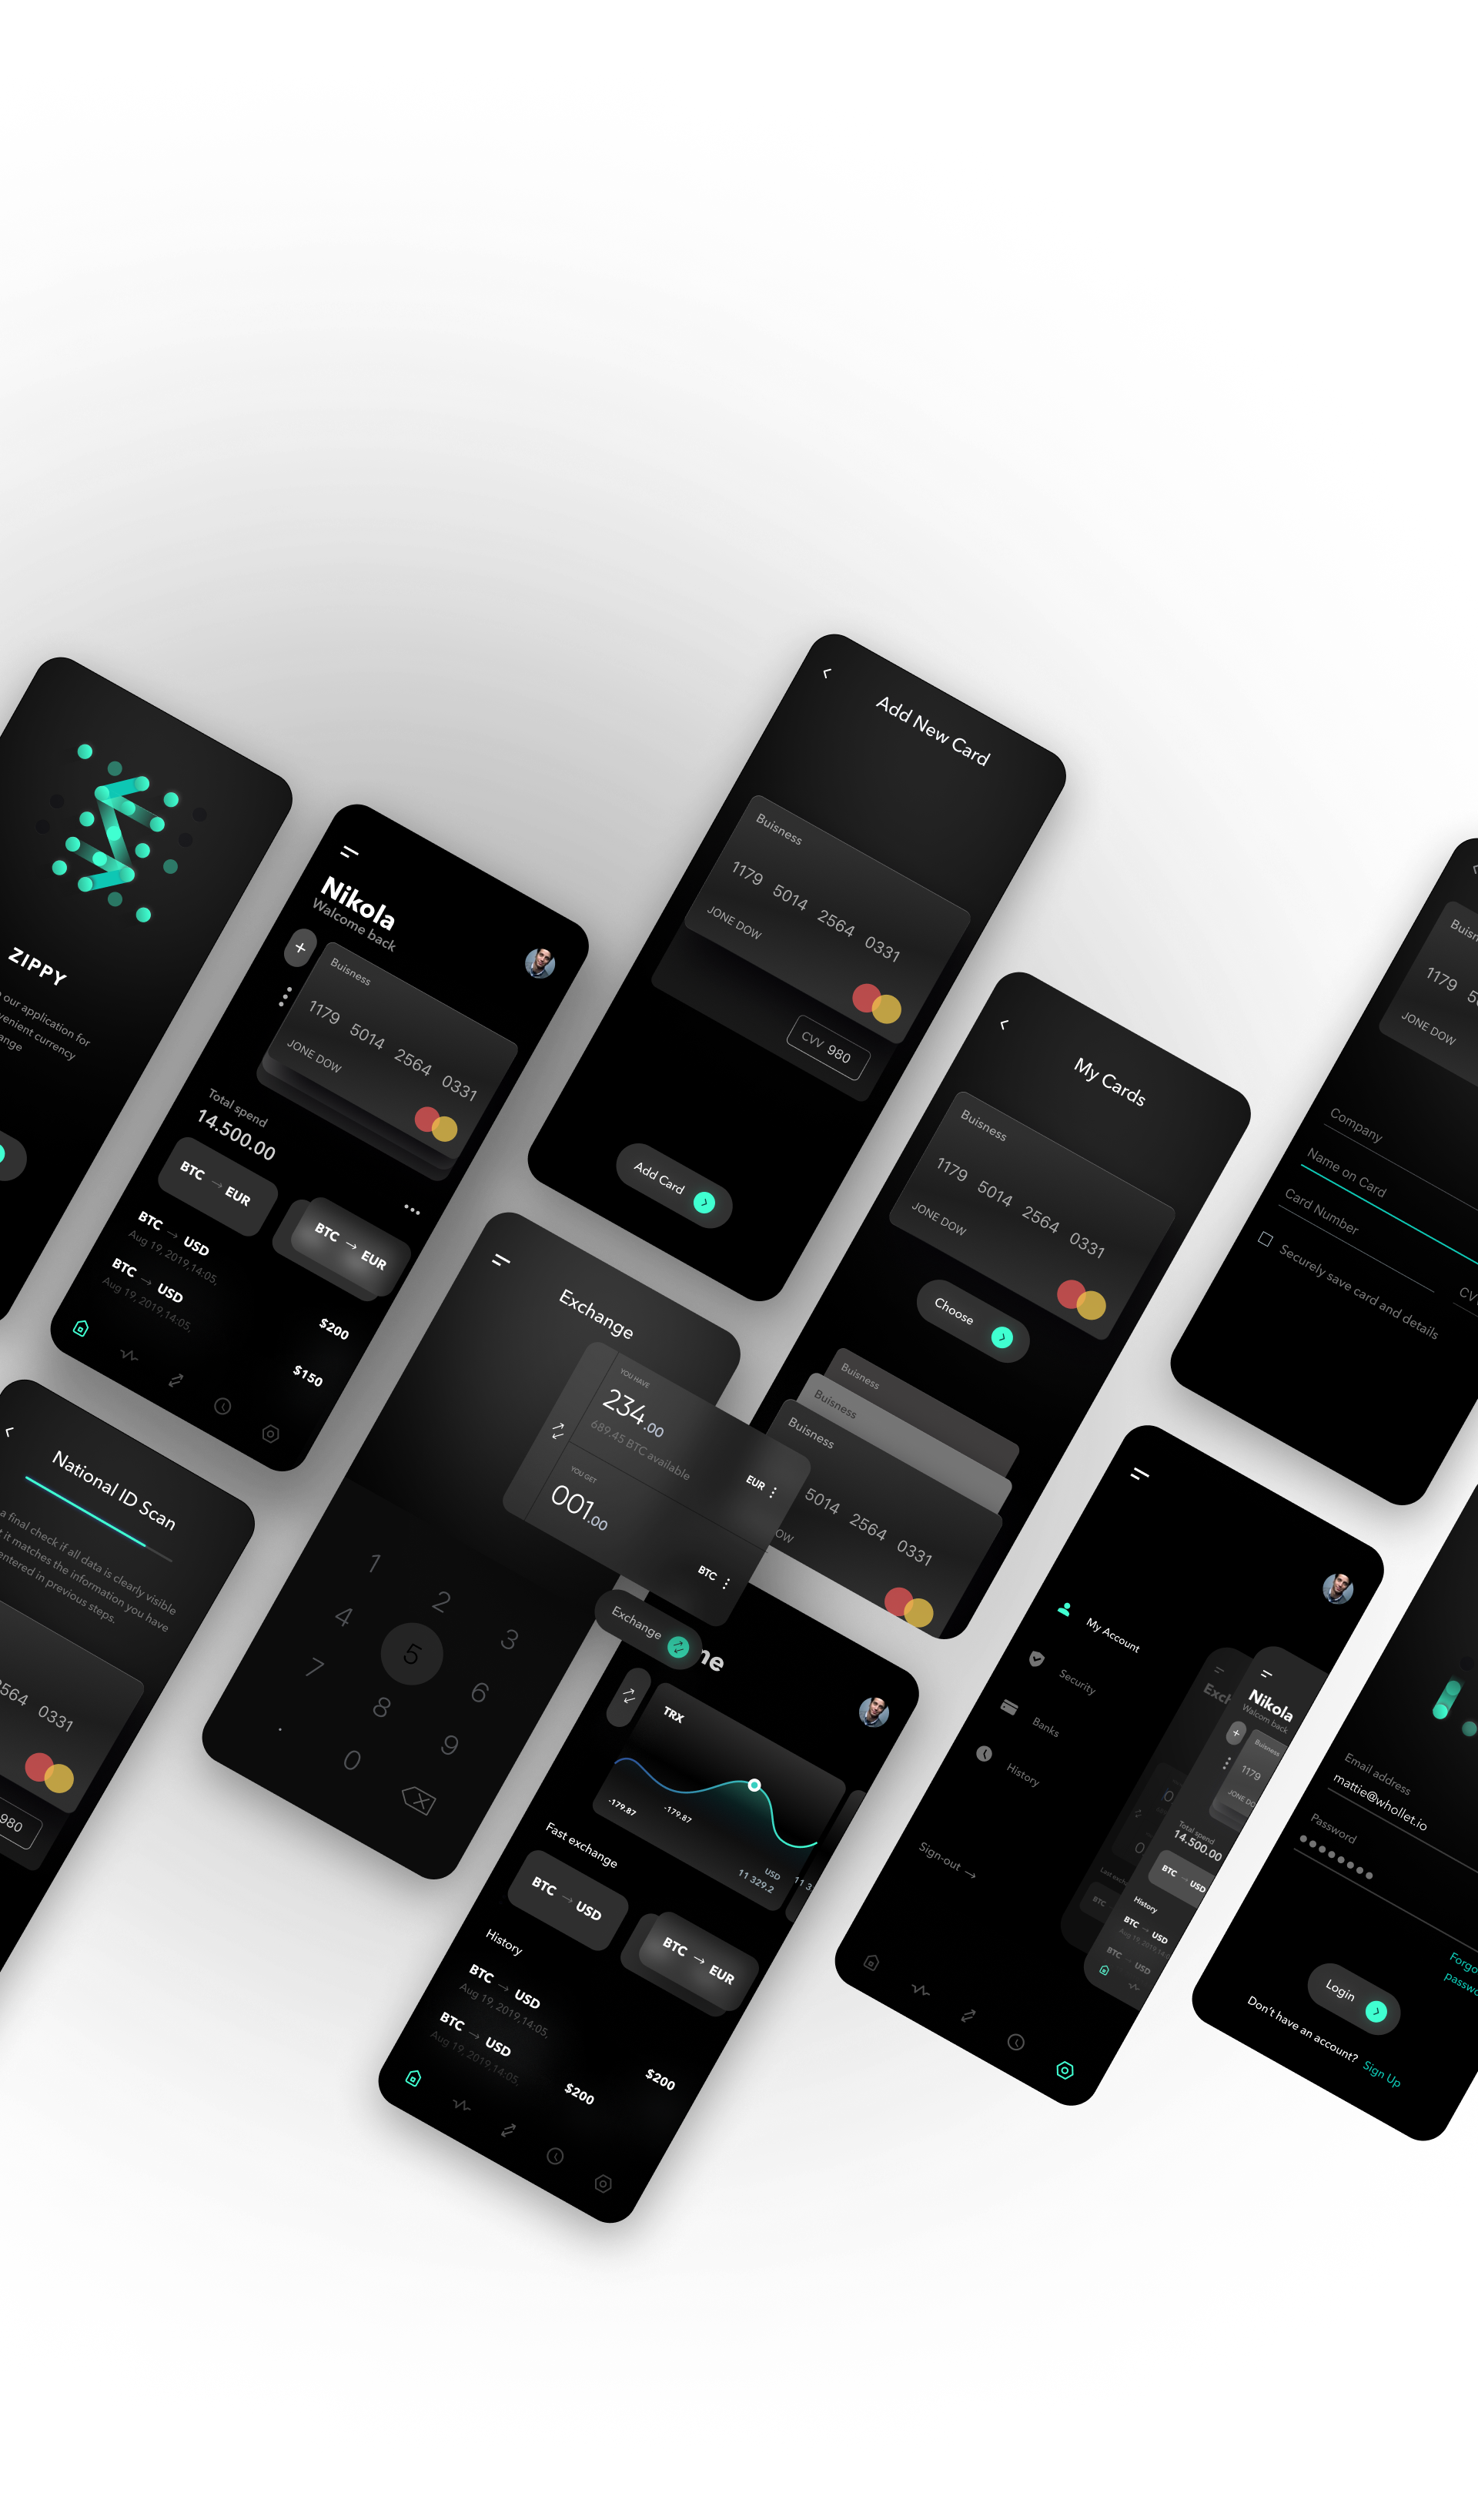 ZIPPY
our application for
venient currency
ange
Nikola
Walcome back
Buisness
1179 5014 2564 0331
JONE DOW
Total spend
14.500.00
BTC → EUR
BTC → EUR
BTC → USD
Aug 19, 2019,14:05,
$200
BTC → USD
Aug 19, 2019,14:05,
$150
Add New Card
Buisness
1179 5014 2564 0331
JONE DOW
CVV 980
Add Card
My Cards
Buisness
1179 5014 2564 0331
JONE DOW
Choose
Buisness
Buisness
Buisness
5014 2564 0331
OW
Buisn
1179
JONE DOW
Company
Name on Card
Card Number
CV
Securely save card and details
National ID Scan
a final check if all data is clearly visible
it matches the information you have
entered in previous steps.
2564 0331
980
Exchange
YOU HAVE
234.00
689.45 BTC available
EUR
YOU GET
001.00
BTC
Exchange
1 2 3
4 5 6
7 8 9
. 0
me
TRX
-179.87
-179.87
USD
11 329.2
11 3
Fast exchange
BTC → USD
BTC → EUR
History
BTC → USD
Aug 19, 2019,14:05,
$200
BTC → USD
Aug 19, 2019,14:05,
$200
My Account
Security
Banks
History
Sign-out →
Exch
Nikola
Walcom back
Buisness
1179
JONE DO
Total spend
14.500.00
BTC → USD
History
BTC → USD
BTC → USD
Email address
mattie@whollet.io
Password
Forgo
passwo
Login
Don't have an account? Sign Up